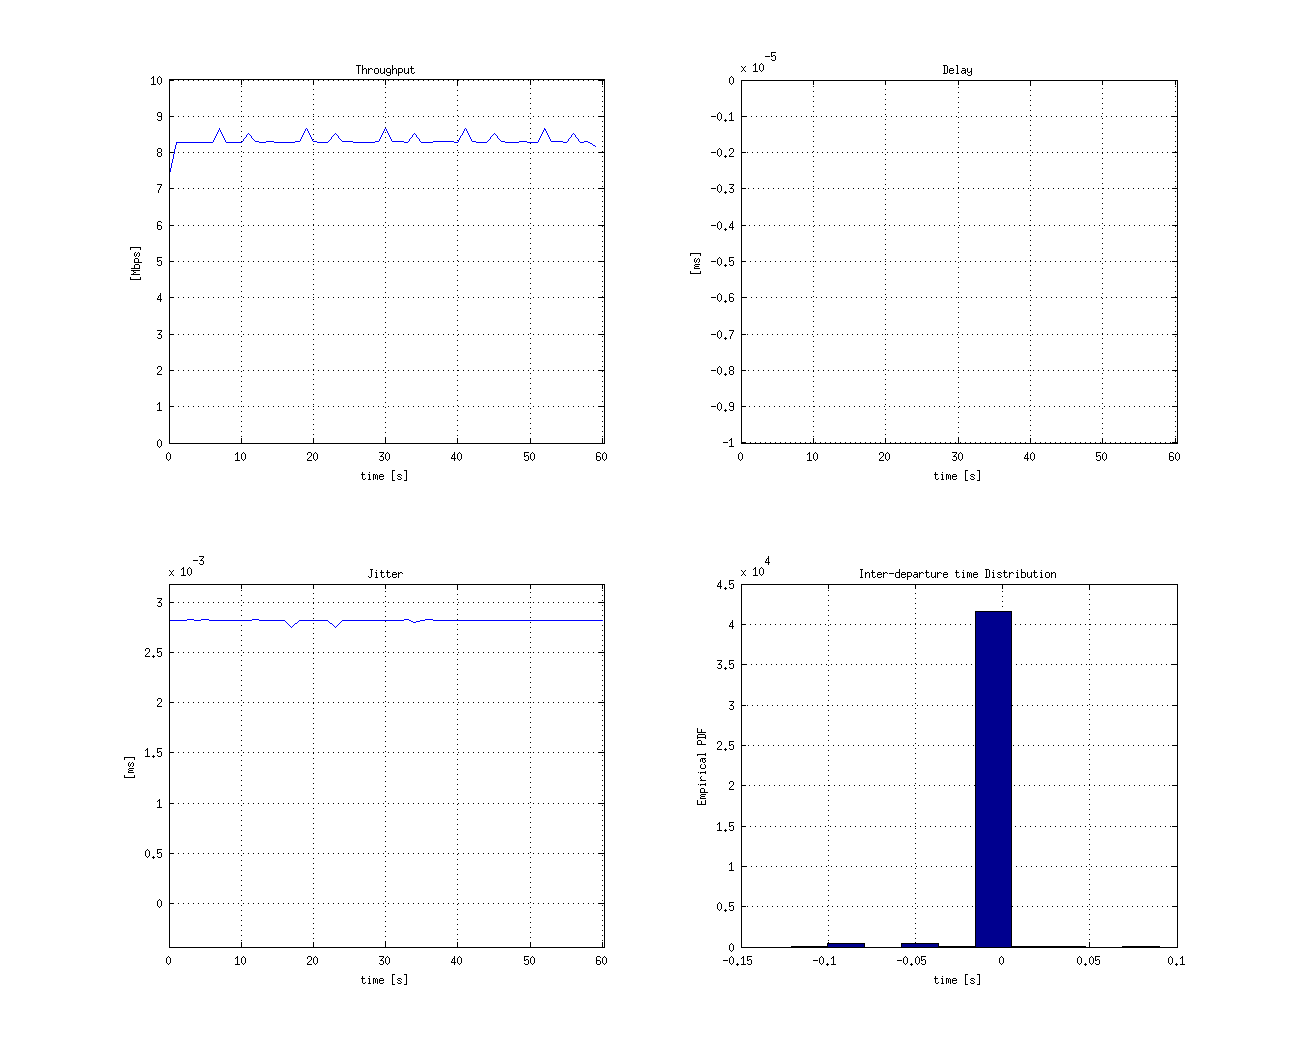 Throughput
10
9
8
7
6
5
4
3
2
1
0
[Mbps]
0 10 20 30 40 50 60
time [s]
x 10^-5
Delay
0
-0.1
-0.2
-0.3
-0.4
-0.5
-0.6
-0.7
-0.8
-0.9
-1
[ms]
0 10 20 30 40 50 60
time [s]
x 10^-3
Jitter
3
2.5
2
1.5
1
0.5
0
[ms]
0 10 20 30 40 50 60
time [s]
x 10^4
Inter-departure time Distribution
4.5
4
3.5
3
2.5
2
1.5
1
0.5
0
Empirical PDF
-0.15 -0.1 -0.05 0 0.05 0.1
time [s]